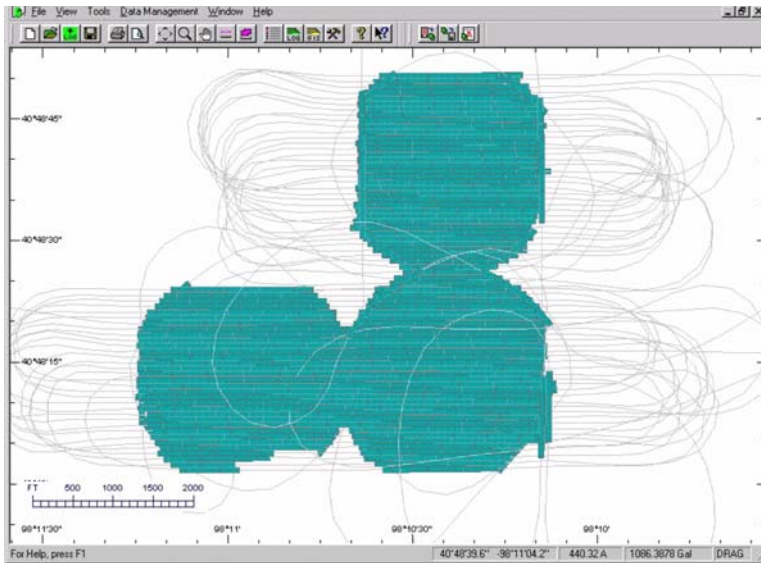 File View Tools Data Management Window Help
40°48'45"
40°48'30"
40°48'15"
FT 500 1000 1500 2000
98°11'30" 98°11' 98°10'30" 98°10'
For Help, press F1 40°48'39.6" -98°11'04.2" 440.32 A 1086.3878 Gal DRAG